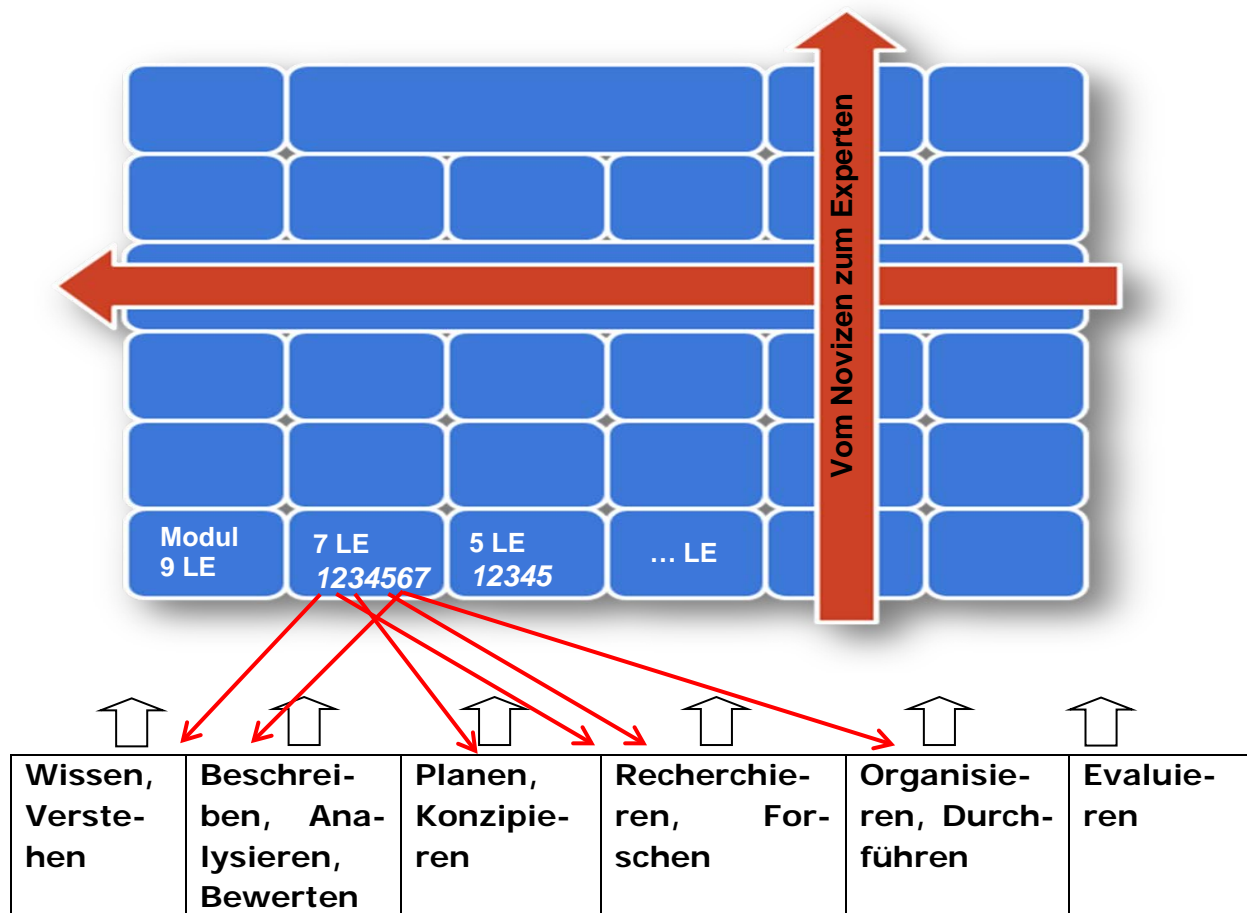 Vom Novizen zum Experten
Modul
9 LE
7 LE
1234567
5 LE
12345
... LE
Wissen,
Verste-
hen
Beschrei-
ben, Ana-
lysieren,
Bewerten
Planen,
Konzipie-
ren
Recherchie-
ren, For-
schen
Organisie-
ren, Durch-
führen
Evaluie-
ren